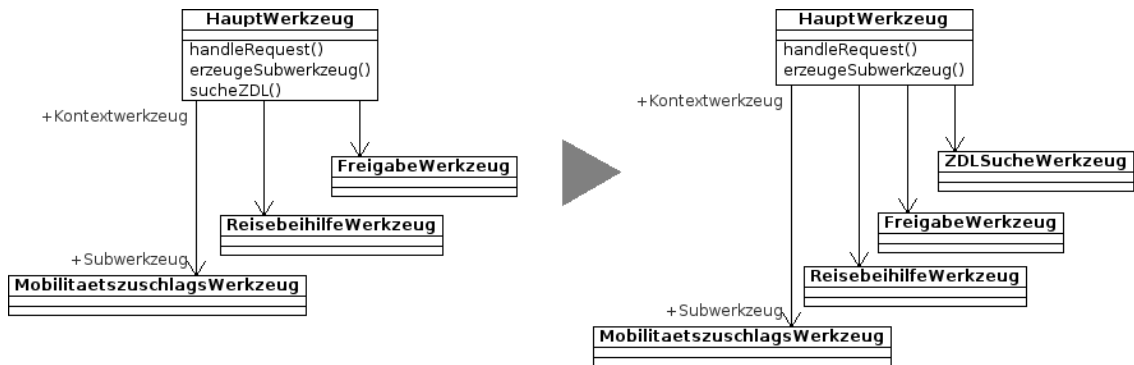 HauptWerkzeug
handleRequest()
erzeugeSubwerkzeug()
sucheZDL()
+Kontextwerkzeug
FreigabeWerkzeug
ReisebeihilfeWerkzeug
+Subwerkzeug
MobilitaetszuschlagsWerkzeug
HauptWerkzeug
handleRequest()
erzeugeSubwerkzeug()
+Kontextwerkzeug
ZDLSucheWerkzeug
FreigabeWerkzeug
ReisebeihilfeWerkzeug
+Subwerkzeug
MobilitaetszuschlagsWerkzeug